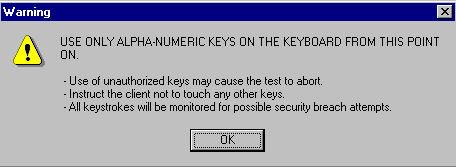 Warning
USE ONLY ALPHA-NUMERIC KEYS ON THE KEYBOARD FROM THIS POINT
ON.
- Use of unauthorized keys may cause the test to abort.
- Instruct the client not to touch any other keys.
- All keystrokes will be monitored for possible security breach attempts.
OK